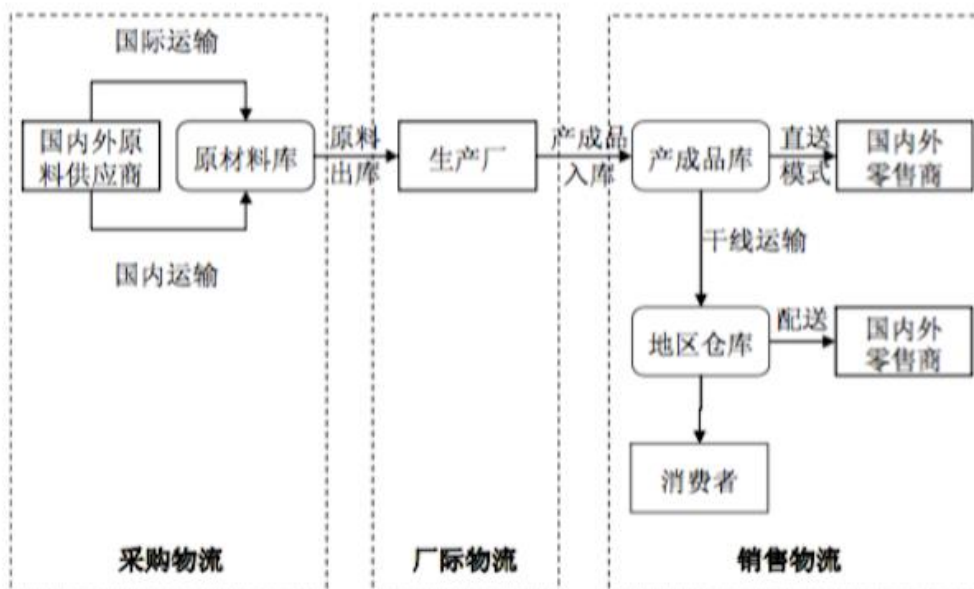 国际运输
国内外原
料供应商
原材料库
原料
出库
生产厂
产成品
入库
产成品库
直送
模式
国内外
零售商
国内运输
干线运输
地区仓库
配送
国内外
零售商
消费者
采购物流
厂际物流
销售物流